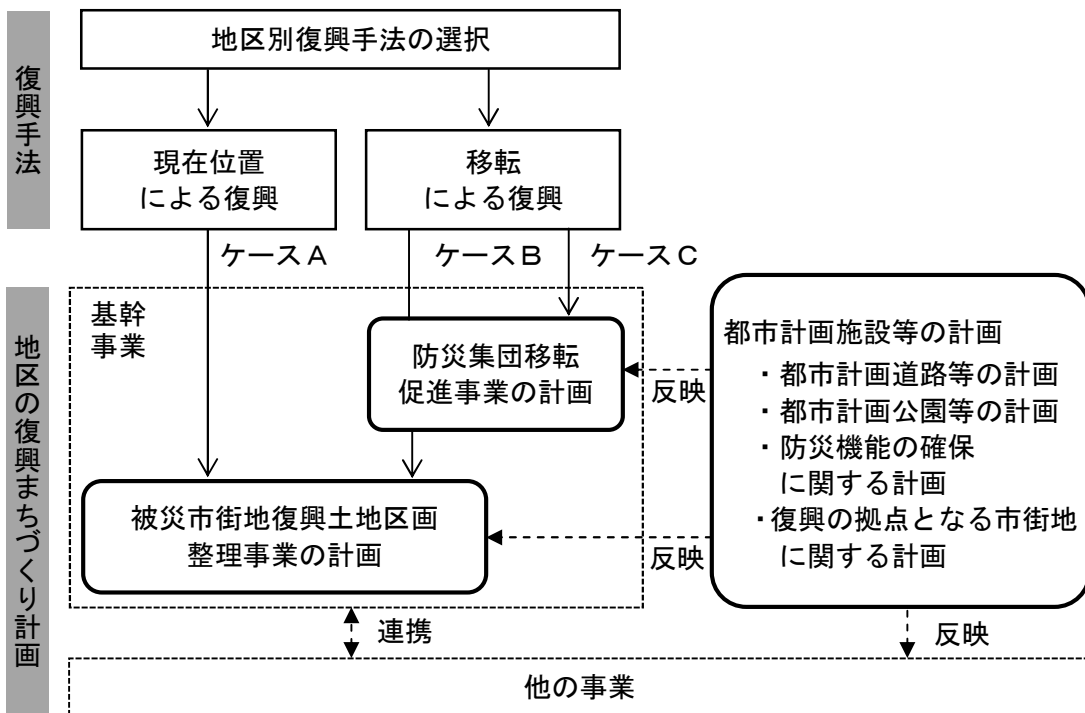 復興手法
地区別復興手法の選択
現在位置
による復興
移転
による復興
ケースA
ケースB
ケースC
地区の復興まちづくり計画
基幹
事業
防災集団移転
促進事業の計画
反映
被災市街地復興土地区画
整理事業の計画
反映
都市計画施設等の計画
・都市計画道路等の計画
・都市計画公園等の計画
・防災機能の確保
に関する計画
・復興の拠点となる市街地
に関する計画
連携
反映
他の事業